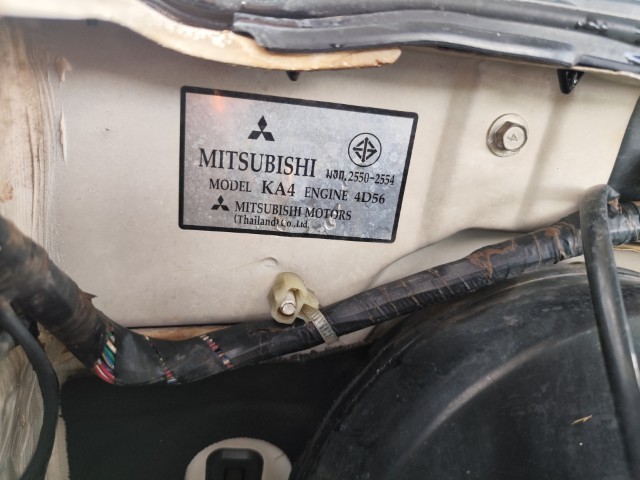 MITSUBISHI
มอก.2550-2554
MODEL KA4 ENGINE 4D56
MITSUBISHI MOTORS
(Thailand) Co.,Ltd.